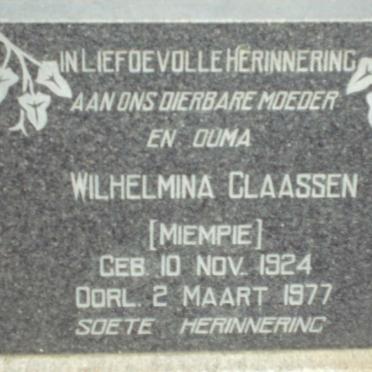 IN LIEFDEVOLLE HERINNERING
AAN ONS DIERBARE MOEDER
EN OUMA
WILHELMINA CLAASSEN
[MIEMPIE]
GEB. 10 NOV. 1924
OORL. 2 MAART 1977
SOETE HERINNERING